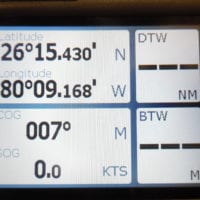 Latitude
26°15.430' N
Longitude
80°09.168' W
COG
007° M
SOG
0.0 KTS
DTW
--- NM
BTW
--- M